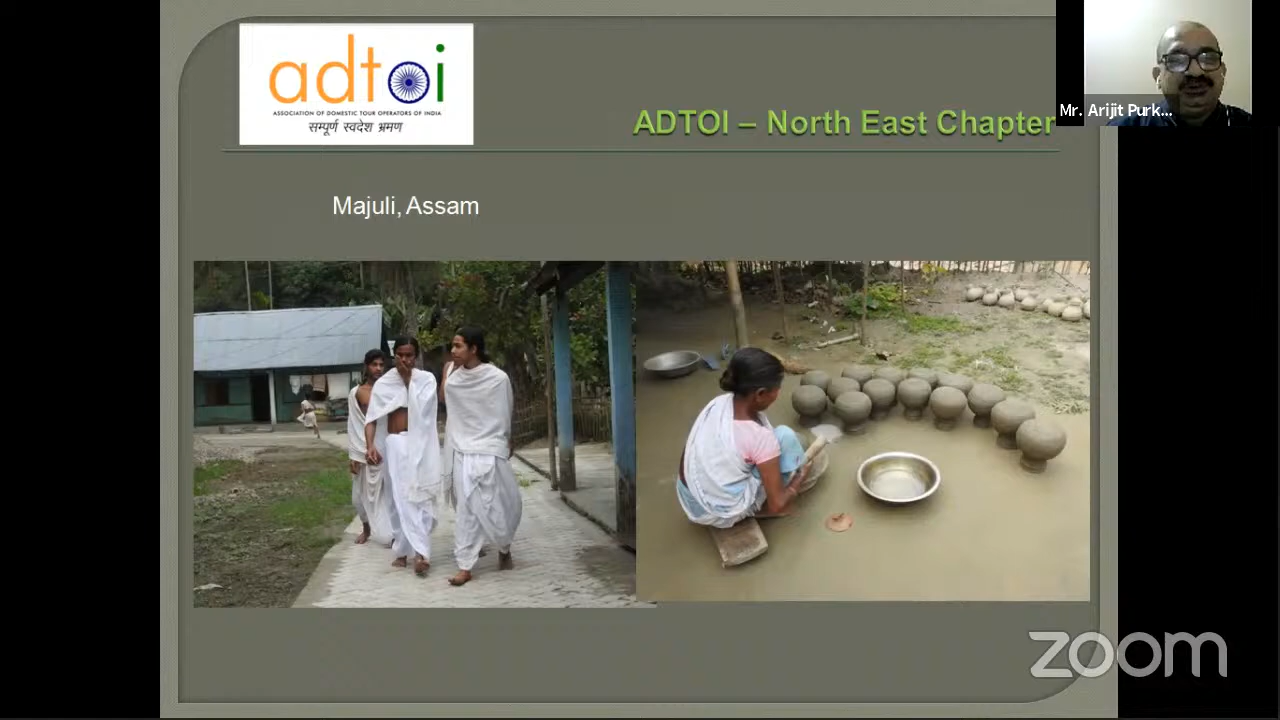 adtoi
ASSOCIATION OF DOMESTIC TOUR OPERATORS OF INDIA
सम्पूर्ण स्वदेश भ्रमण
ADTOI – North East Chapter
Mr. Arijit Purk...
Majuli, Assam
zoom